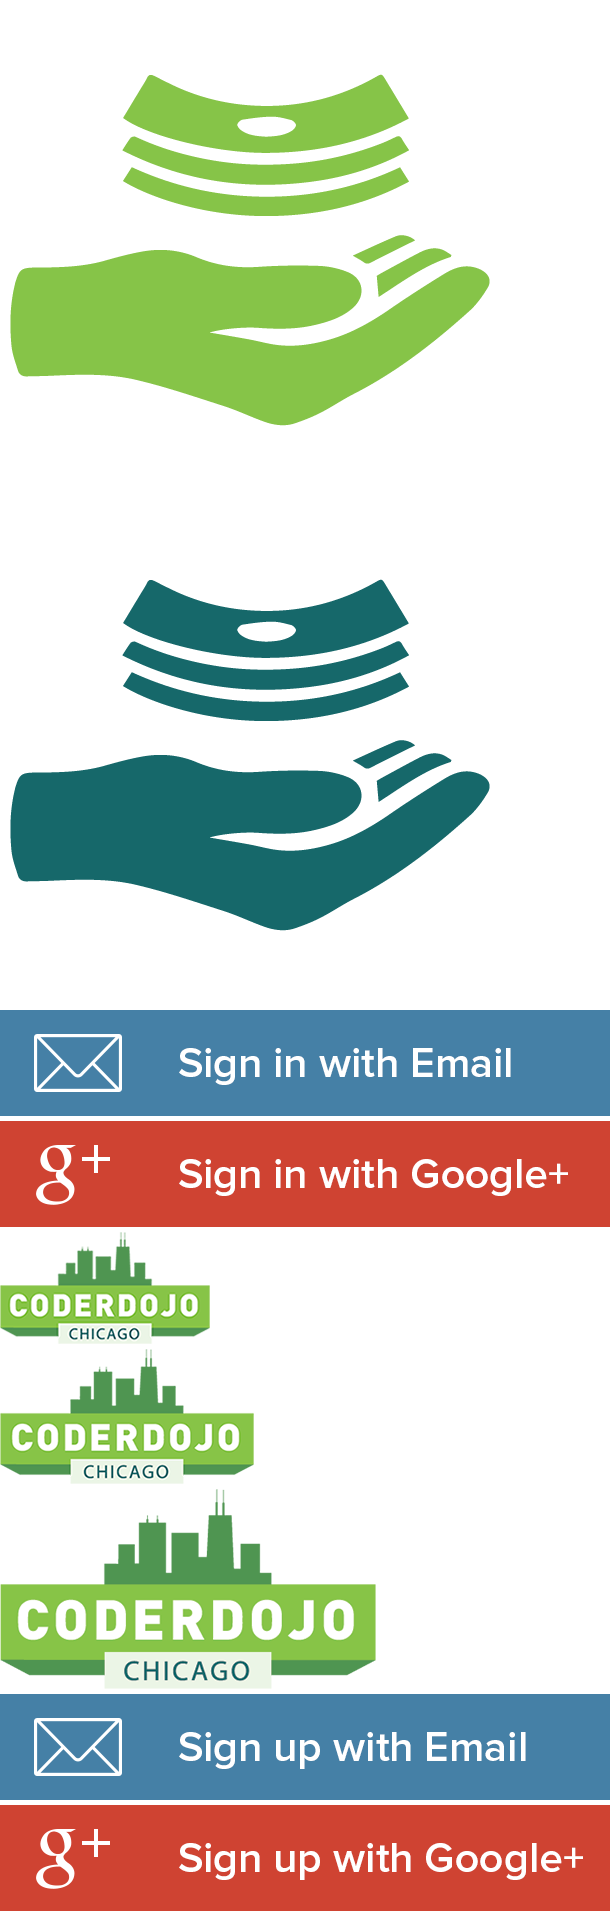 Sign in with Email
g+ Sign in with Google+
CODERDOJO
CHICAGO
CODERDOJO
CHICAGO
CODERDOJO
CHICAGO
Sign up with Email
g+ Sign up with Google+